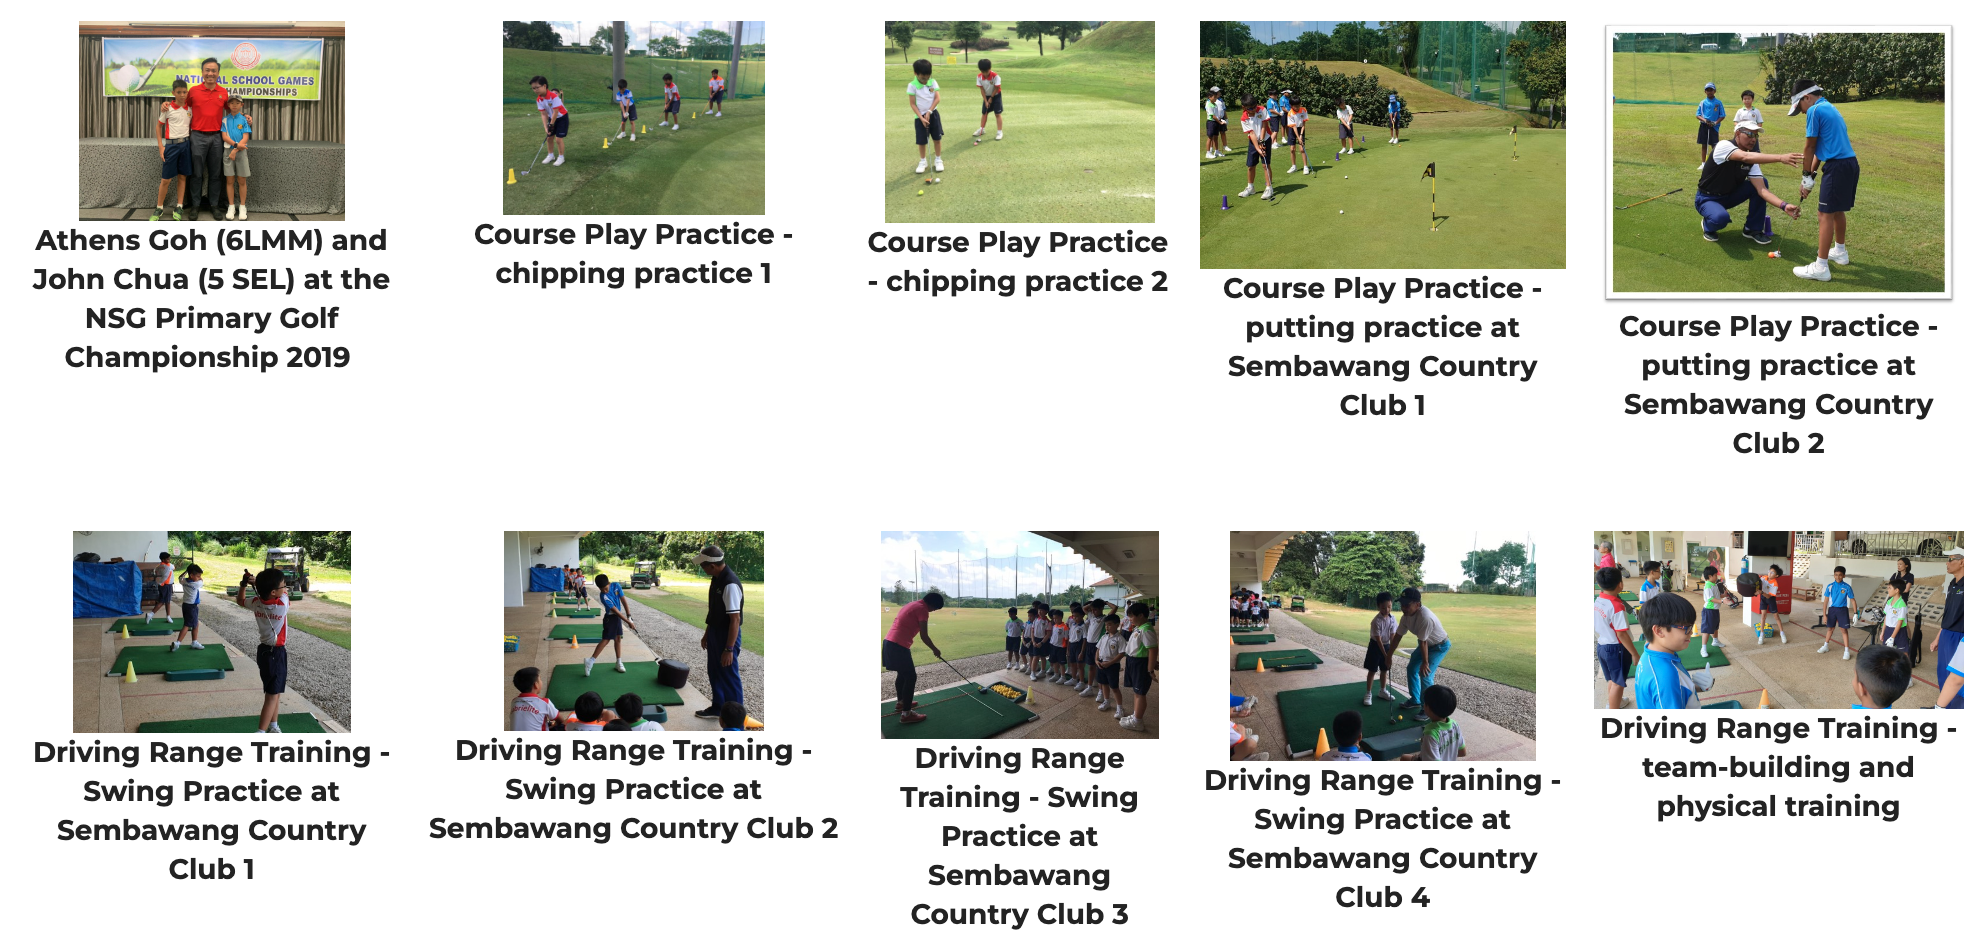 NATIONAL SCHOOL GAMES
CHAMPIONSHIPS
Athens Goh (6LMM) and
John Chua (5 SEL) at the
NSG Primary Golf
Championship 2019
Course Play Practice -
chipping practice 1
Course Play Practice
- chipping practice 2
Course Play Practice -
putting practice at
Sembawang Country
Club 1
Course Play Practice -
putting practice at
Sembawang Country
Club 2
Driving Range Training -
Swing Practice at
Sembawang Country
Club 1
Driving Range Training -
Swing Practice at
Sembawang Country Club 2
Driving Range
Training - Swing
Practice at
Sembawang
Country Club 3
Driving Range Training -
Swing Practice at
Sembawang Country
Club 4
Driving Range Training -
team-building and
physical training